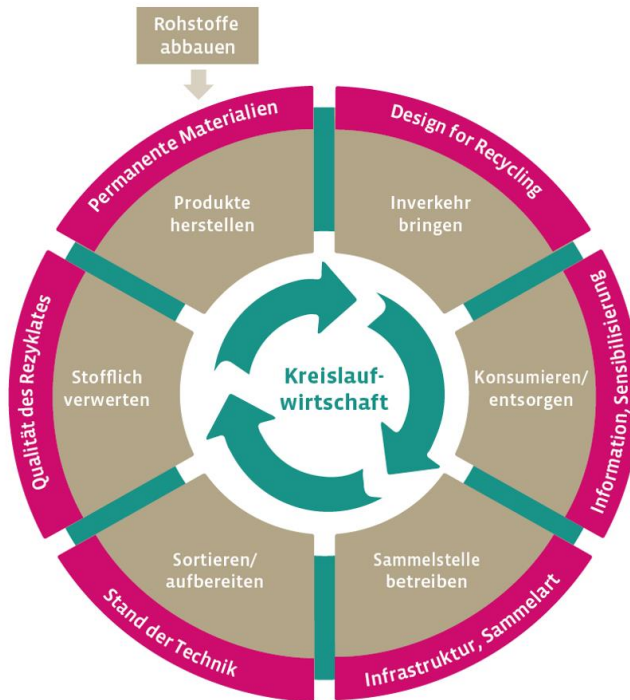 Rohstoffe
abbauen
Permanente Materialien
Design for Recycling
Produkte
herstellen
Inverkehr
bringen
Qualität des Rezyklates
Stofflich
verwerten
Kreislauf-
wirtschaft
Konsumieren/
entsorgen
Information, Sensibilisierung
Sortieren/
aufbereiten
Sammelstelle
betreiben
Stand der Technik
Infrastruktur, Sammelart